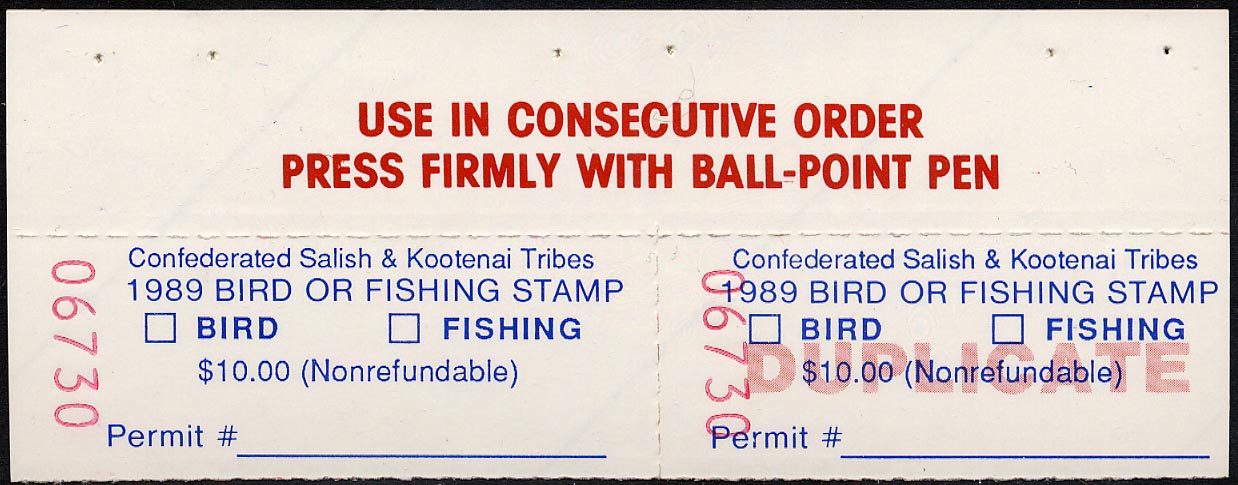 USE IN CONSECUTIVE ORDER
PRESS FIRMLY WITH BALL-POINT PEN
06730
Confederated Salish & Kootenai Tribes
1989 BIRD OR FISHING STAMP
BIRD FISHING
$10.00 (Nonrefundable)
Permit #
06730
Confederated Salish & Kootenai Tribes
1989 BIRD OR FISHING STAMP
BIRD FISHING
DUPLICATE
$10.00 (Nonrefundable)
Permit #